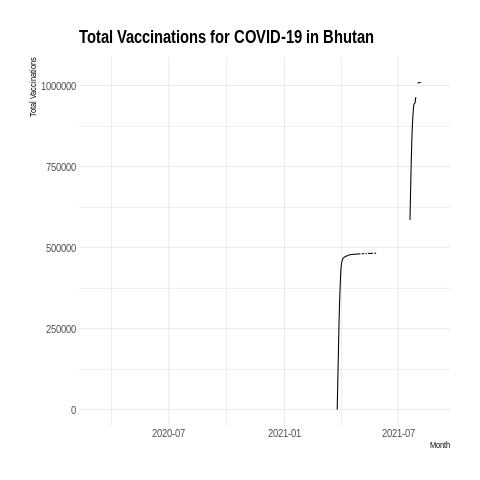 Total Vaccinations for COVID-19 in Bhutan
Total Vaccinations
1000000
750000
500000
250000
0
2020-07 2021-01 2021-07
Month